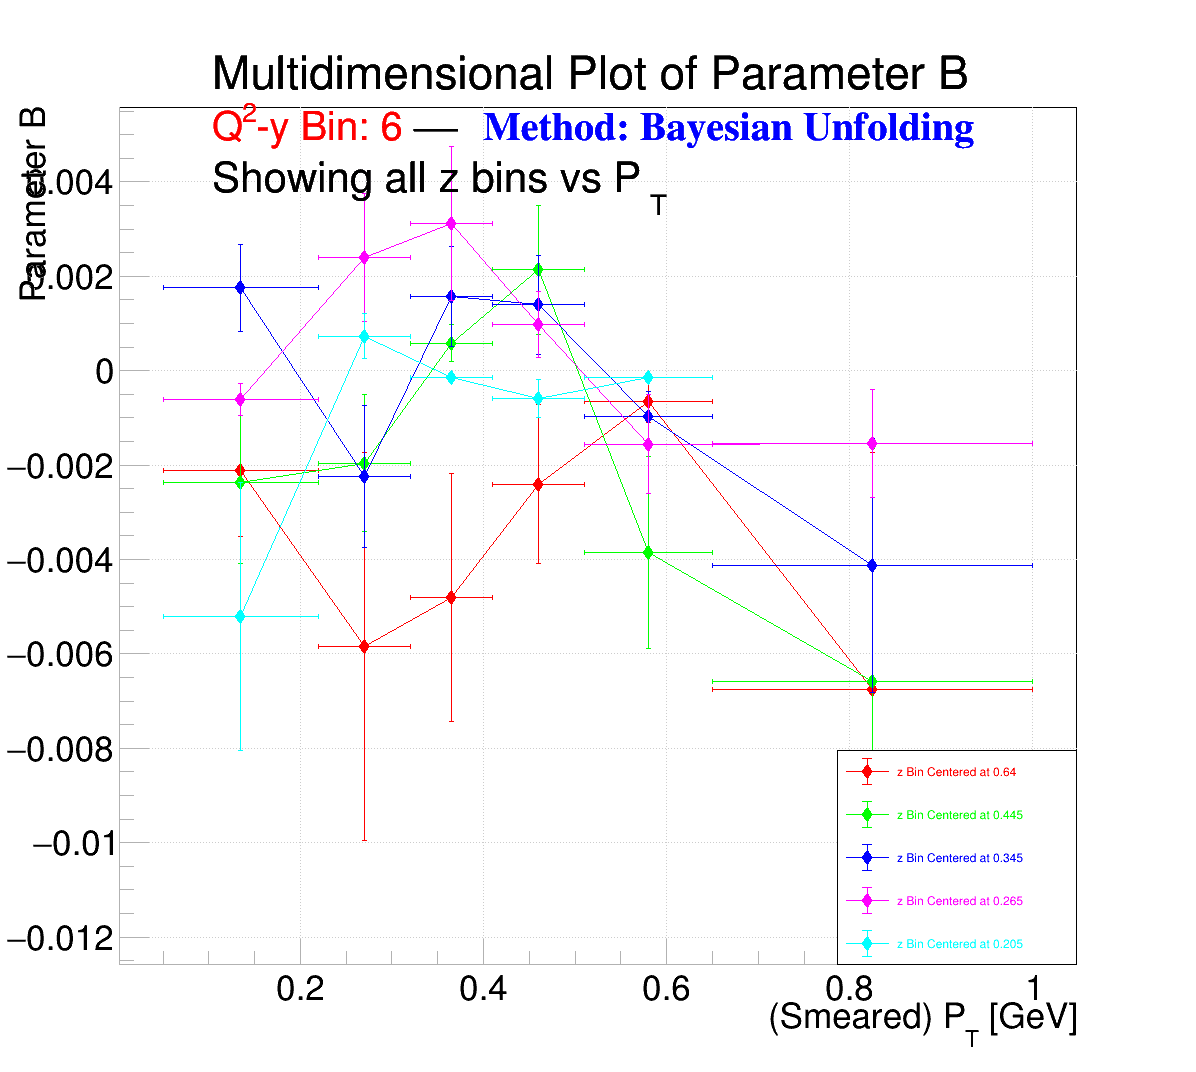 Multidimensional Plot of Parameter B
Q²-y Bin: 6 — Method: Bayesian Unfolding
Showing all z bins vs P_T
Parameter B
0.004
0.002
0
−0.002
−0.004
−0.006
−0.008
−0.01
−0.012
z Bin Centered at 0.64
z Bin Centered at 0.445
z Bin Centered at 0.345
z Bin Centered at 0.265
z Bin Centered at 0.205
0.2 0.4 0.6 0.8 1
(Smeared) P_T [GeV]